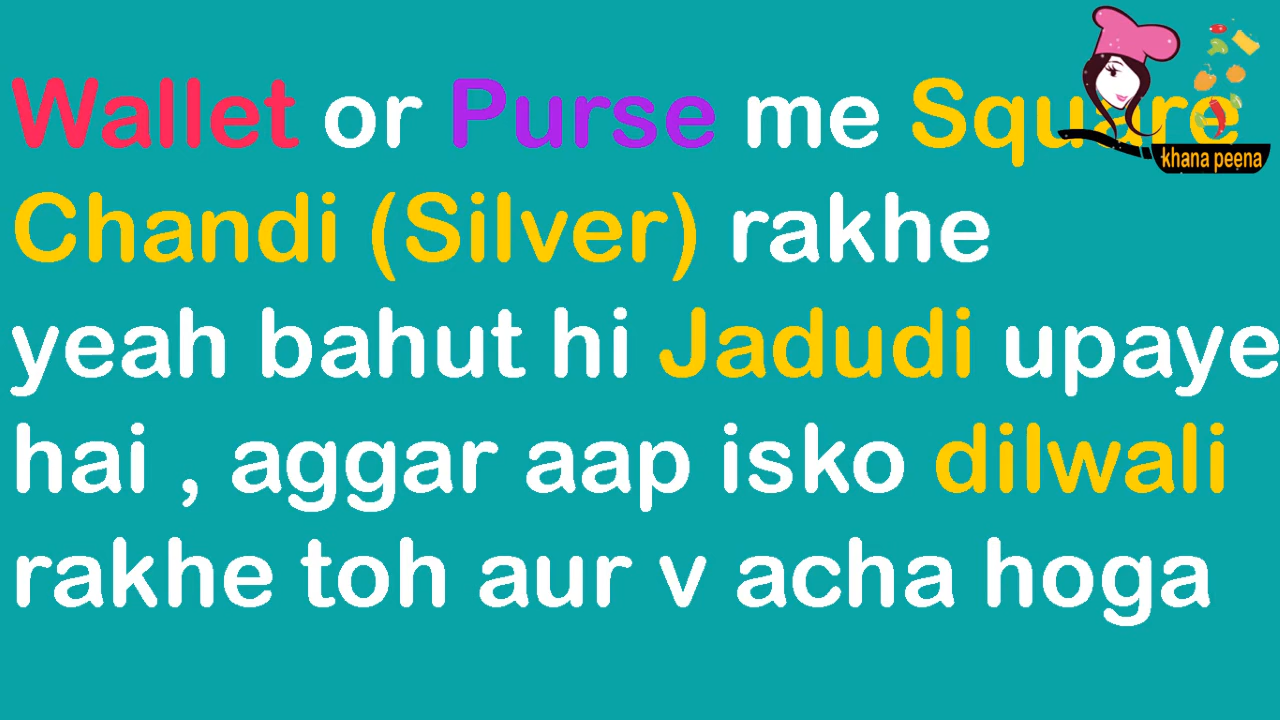 Wallet or Purse me Square
Chandi (Silver) rakhe
yeah bahut hi Jadudi upaye
hai , aggar aap isko dilwali
rakhe toh aur v acha hoga
khana peena